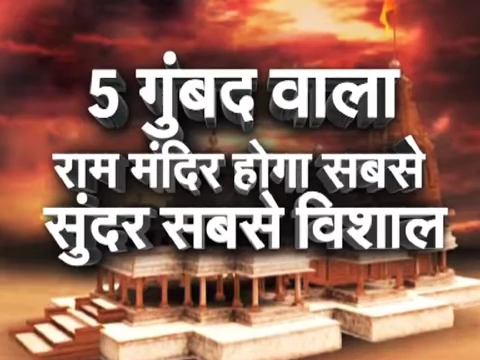 5 गुंबद वाला
राम मंदिर होगा सबसे
सुंदर सबसे विशाल